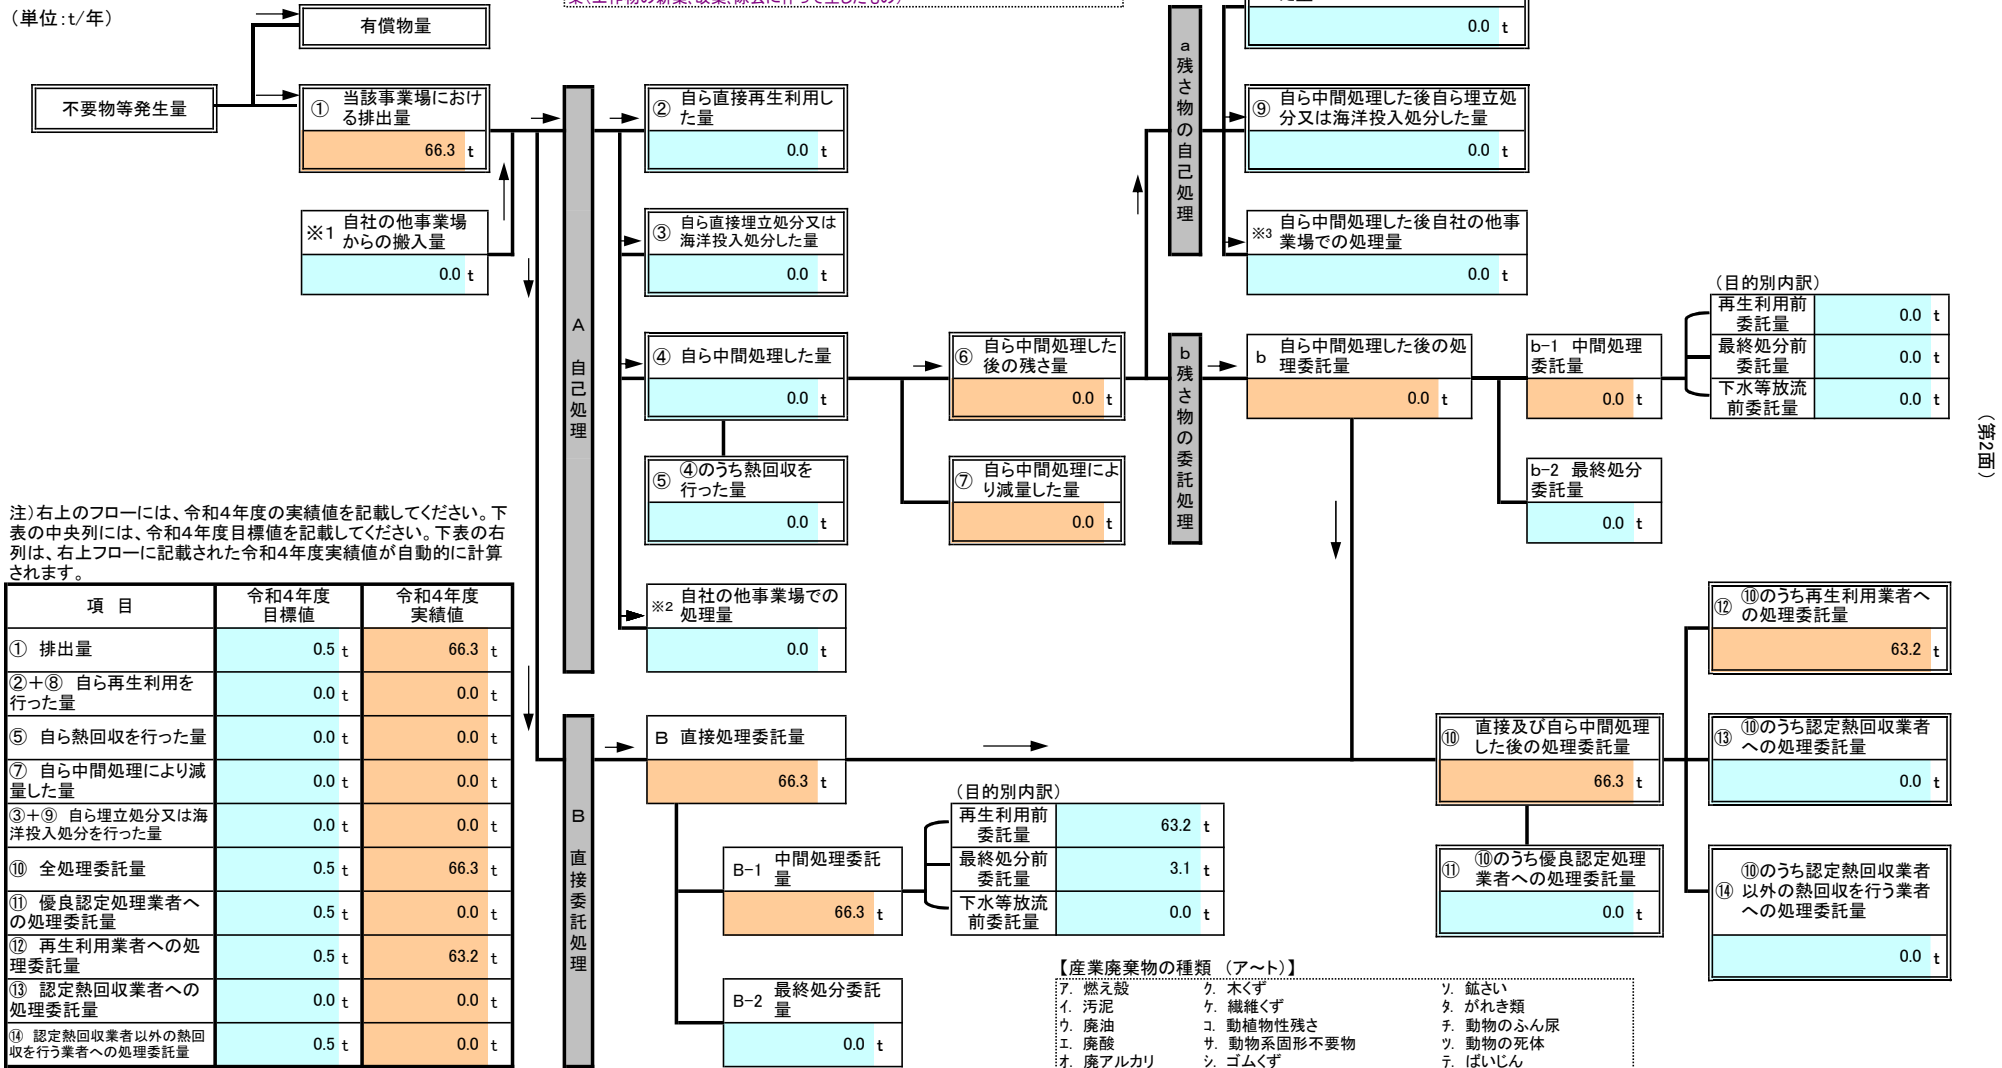 (単位:t/年)
有償物量
不要物等発生量
① 当該事業場におけ
る排出量
66.3 t
※1 自社の他事業場
からの搬入量
0.0 t
A 自己処理
② 自ら直接再生利用し
た量
0.0 t
③ 自ら直接埋立処分又は
海洋投入処分した量
0.0 t
④ 自ら中間処理した量
0.0 t
⑤ ④のうち熱回収を
行った量
0.0 t
※2 自社の他事業場での
処理量
0.0 t
⑥ 自ら中間処理した
後の残さ量
0.0 t
⑦ 自ら中間処理によ
り減量した量
0.0 t
a 残さ物の自己処理
0.0 t
⑨ 自ら中間処理した後自ら埋立処
分又は海洋投入処分した量
0.0 t
※3 自ら中間処理した後自社の他事
業場での処理量
0.0 t
b 残さ物の委託処理
b 自ら中間処理した後の処
理委託量
0.0 t
b-1 中間処理
委託量
0.0 t
b-2 最終処分
委託量
0.0 t
(目的別内訳)
再生利用前
委託量 0.0 t
最終処分前
委託量 0.0 t
下水等放流
前委託量 0.0 t
(第2面)
注)右上のフローには、令和4年度の実績値を記載してください。下
表の中央列には、令和4年度目標値を記載してください。下表の右
列は、右上フローに記載された令和4年度実績値が自動的に計算
されます。
項 目 令和4年度
目標値 令和4年度
実績値
① 排出量 0.5 t 66.3 t
②+⑧ 自ら再生利用を
行った量 0.0 t 0.0 t
⑤ 自ら熱回収を行った量 0.0 t 0.0 t
⑦ 自ら中間処理により減
量した量 0.0 t 0.0 t
③+⑨ 自ら埋立処分又は海
洋投入処分を行った量 0.0 t 0.0 t
⑩ 全処理委託量 0.5 t 66.3 t
⑪ 優良認定処理業者へ
の処理委託量 0.5 t 0.0 t
⑫ 再生利用業者への処
理委託量 0.5 t 63.2 t
⑬ 認定熱回収業者への
処理委託量 0.0 t 0.0 t
⑭ 認定熱回収業者以外の熱回
収を行う業者への処理委託量 0.5 t 0.0 t
B 直接委託処理
B 直接処理委託量
66.3 t
B-1 中間処理委託
量
66.3 t
B-2 最終処分委託
量
0.0 t
(目的別内訳)
再生利用前
委託量 63.2 t
最終処分前
委託量 3.1 t
下水等放流
前委託量 0.0 t
⑩ 直接及び自ら中間処理
した後の処理委託量
66.3 t
⑪ ⑩のうち優良認定処理
業者への処理委託量
0.0 t
⑫ ⑩のうち再生利用業者へ
の処理委託量
63.2 t
⑬ ⑩のうち認定熱回収業者
への処理委託量
0.0 t
⑭ ⑩のうち認定熱回収業者
以外の熱回収を行う業者
への処理委託量
0.0 t
【産業廃棄物の種類 (ア~ト)】
ア. 燃え殻 ク. 木くず ソ. 鉱さい
イ. 汚泥 ケ. 繊維くず タ. がれき類
ウ. 廃油 コ. 動植物性残さ チ. 動物のふん尿
エ. 廃酸 サ. 動物系固形不要物 ツ. 動物の死体
オ. 廃アルカリ シ. ゴムくず テ. ばいじん